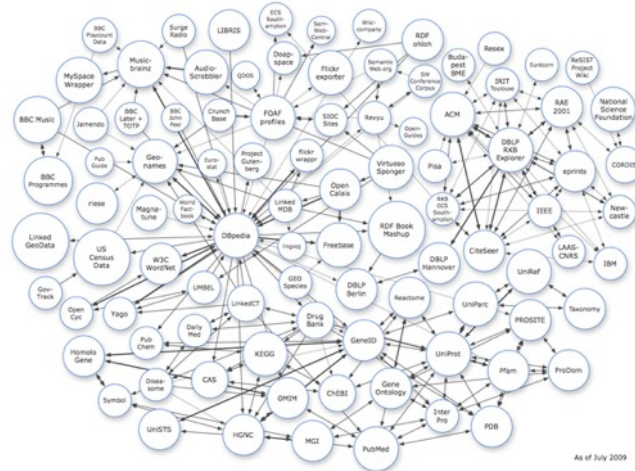 BBC
Playcount
Data
Surge
Radio
LIBRIS
ECS
South-
ampton
Sem-
Web-
Central
Wiki-
company
RDF
ohloh
Music-
brainz
Audio-
Scrobbler
Doap-
space
Flickr
exporter
Semantic
Web.org
SW
Conference
Corpus
Buda-
pest
BME
Resex
Eurécom
ReSIST
Project
Wiki
MySpace
Wrapper
QDOS
IRIT
Toulouse
RAE
2001
National
Science
Foundation
BBC Music
Jamendo
BBC
Later +
TOTP
BBC
John
Peel
Crunch
Base
FOAF
profiles
SIOC
Sites
Revyu
Open-
Guides
ACM
DBLP
RKB
Explorer
CORDIS
BBC
Programmes
Pub
Guide
Geo-
names
Euro-
stat
Project
Guten-
berg
flickr
wrappr
Virtuoso
Sponger
Pisa
eprints
riese
Magna-
tune
World
Fact-
book
Linked
MDB
Open
Calais
RKB
ECS
South-
ampton
IEEE
New-
castle
Linked
GeoData
US
Census
Data
W3C
WordNet
DBpedia
lingvoj
Freebase
RDF Book
Mashup
DBLP
Hannover
CiteSeer
LAAS-
CNRS
IBM
Gov-
Track
Open
Cyc
Yago
UMBEL
GEO
Species
DBLP
Berlin
Reactome
UniParc
UniRef
Taxonomy
LinkedCT
Daily
Med
Drug
Bank
PROSITE
Homolo
Gene
Pub
Chem
KEGG
GeneID
UniProt
Pfam
ProDom
Disea-
some
CAS
ChEBI
Gene
Ontology
Symbol
OMIM
Inter
Pro
PDB
UniSTS
HGNC
MGI
PubMed
As of July 2009